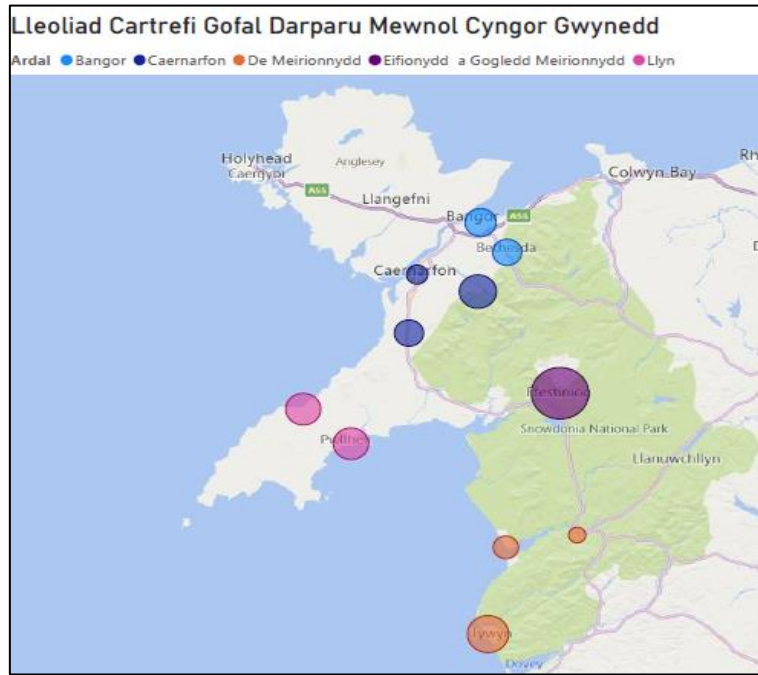 Lleoliad Cartrefi Gofal Darparu Mewnol Cyngor Gwynedd
Ardal Bangor Caernarfon De Meirionnydd Eifionydd a Gogledd Meirionnydd Llyn
Holyhead
Caergybi
Anglesey
A55
Llangefni
Colwyn Bay
Rh
Bangor
A55
Bethesda
Caernarfon
Ffestiniog
Pwllheli
Snowdonia National Park
Llanuwchllyn
Tywyn
Dovey